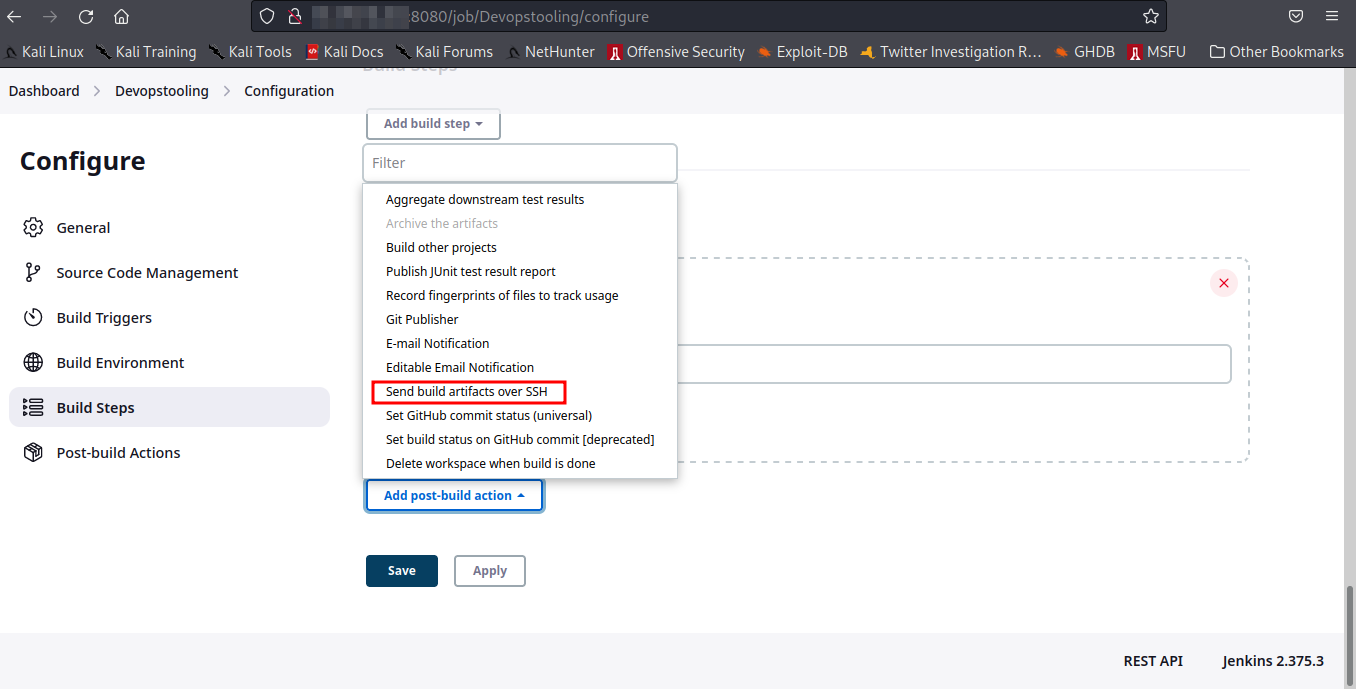 :8080/job/Devopstooling/configure
Kali Linux Kali Training Kali Tools Kali Docs Kali Forums NetHunter Offensive Security Exploit-DB Twitter Investigation R... GHDB MSFU Other Bookmarks
Build Steps
Dashboard > Devopstooling > Configuration
Configure
General
Source Code Management
Build Triggers
Build Environment
Build Steps
Post-build Actions
Add build step
Filter
Aggregate downstream test results
Archive the artifacts
Build other projects
Publish JUnit test result report
Record fingerprints of files to track usage
Git Publisher
E-mail Notification
Editable Email Notification
Send build artifacts over SSH
Set GitHub commit status (universal)
Set build status on GitHub commit [deprecated]
Delete workspace when build is done
Add post-build action
Save Apply
REST API Jenkins 2.375.3